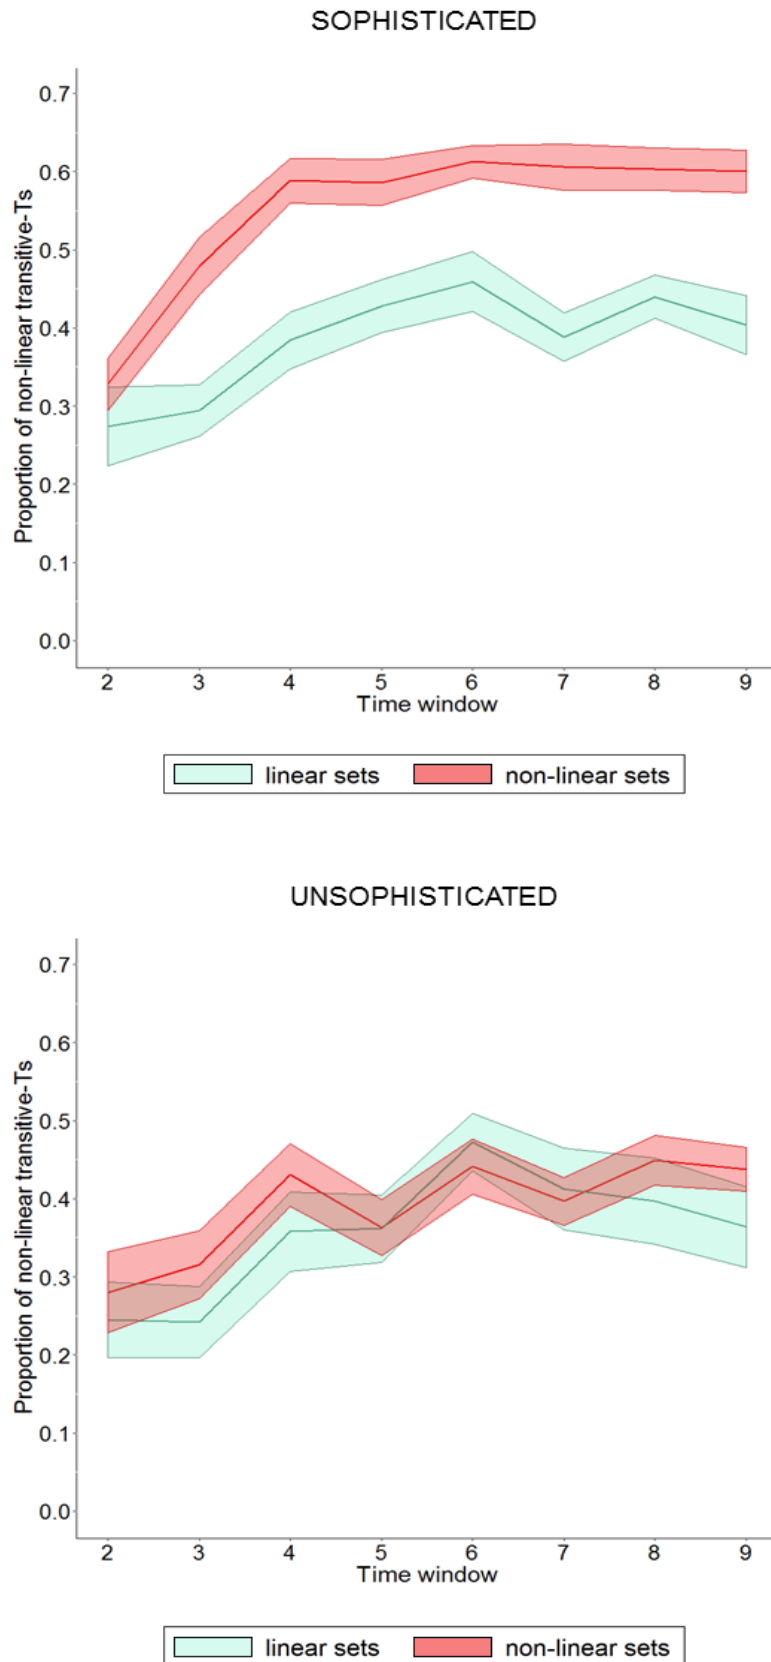 SOPHISTICATED
Proportion of non-linear transitive-Ts
0.7
0.6
0.5
0.4
0.3
0.2
0.1
0.0
2 3 4 5 6 7 8 9
Time window
linear sets non-linear sets
UNSOPHISTICATED
Proportion of non-linear transitive-Ts
0.7
0.6
0.5
0.4
0.3
0.2
0.1
0.0
2 3 4 5 6 7 8 9
Time window
linear sets non-linear sets